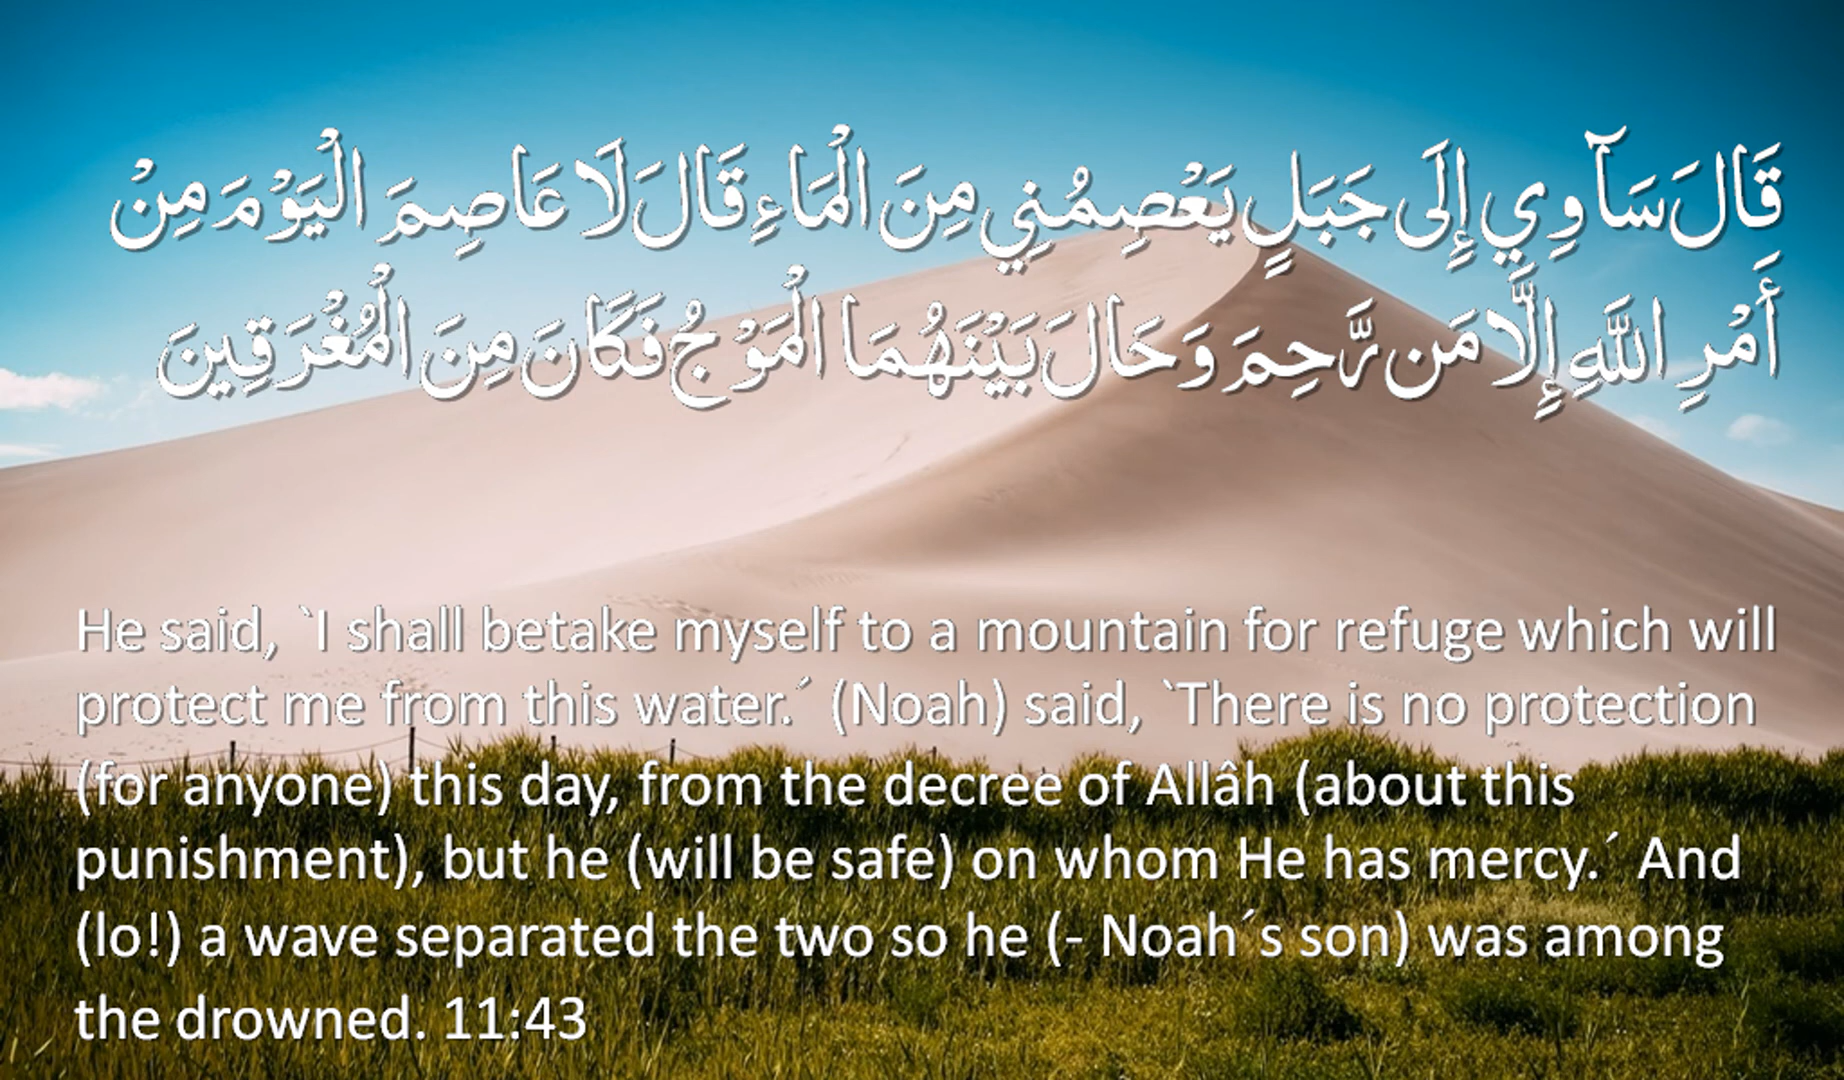 قَالَ سَآوِي إِلَى جَبَلٍ يَعْصِمُنِي مِنَ الْمَاءِ قَالَ لَا عَاصِمَ الْيَوْمَ مِنْ
أَمْرِ اللَّهِ إِلَّا مَن رَّحِمَ وَحَالَ بَيْنَهُمَا الْمَوْجُ فَكَانَ مِنَ الْمُغْرَقِينَ
He said, `I shall betake myself to a mountain for refuge which will
protect me from this water.´ (Noah) said, `There is no protection
(for anyone) this day, from the decree of Allâh (about this
punishment), but he (will be safe) on whom He has mercy.´ And
(lo!) a wave separated the two so he (- Noah´s son) was among
the drowned. 11:43